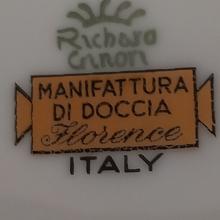 Richard
Ginori
MANIFATTURA
DI DOCCIA
Florence
ITALY